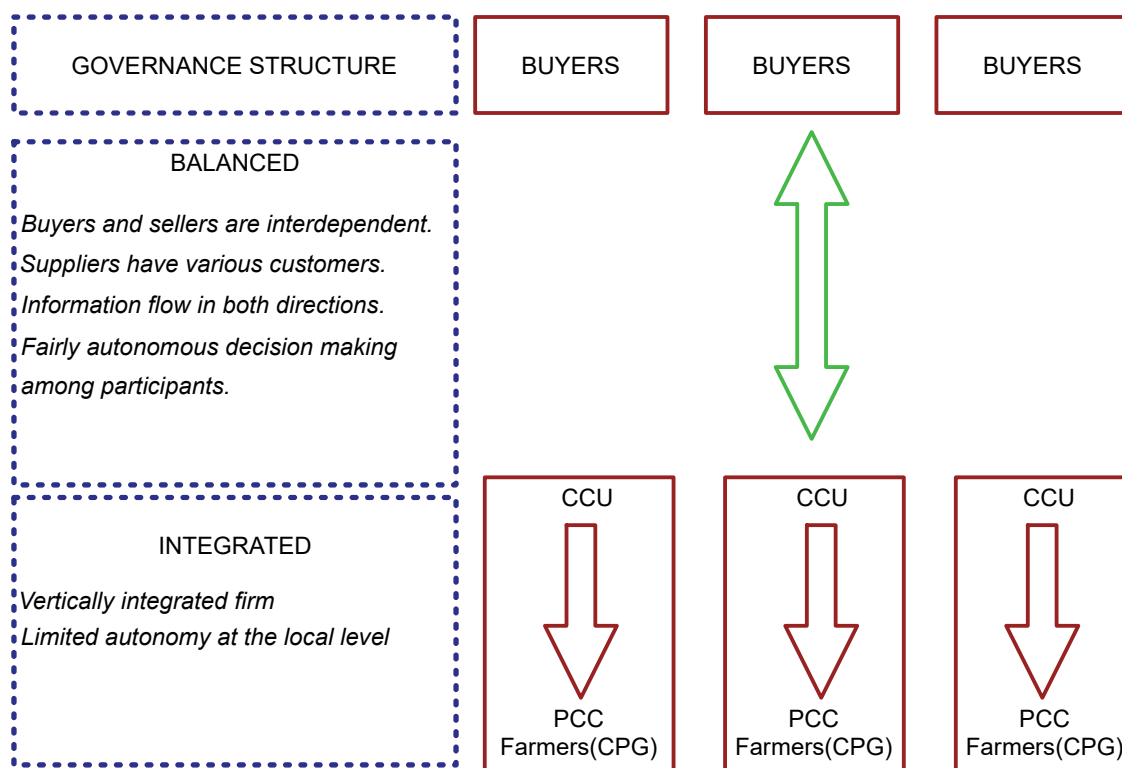 GOVERNANCE STRUCTURE
BUYERS
BUYERS
BUYERS
BALANCED
Buyers and sellers are interdependent.
Suppliers have various customers.
Information flow in both directions.
Fairly autonomous decision making
among participants.
INTEGRATED
Vertically integrated firm
Limited autonomy at the local level
CCU
PCC
Farmers(CPG)
CCU
PCC
Farmers(CPG)
CCU
PCC
Farmers(CPG)